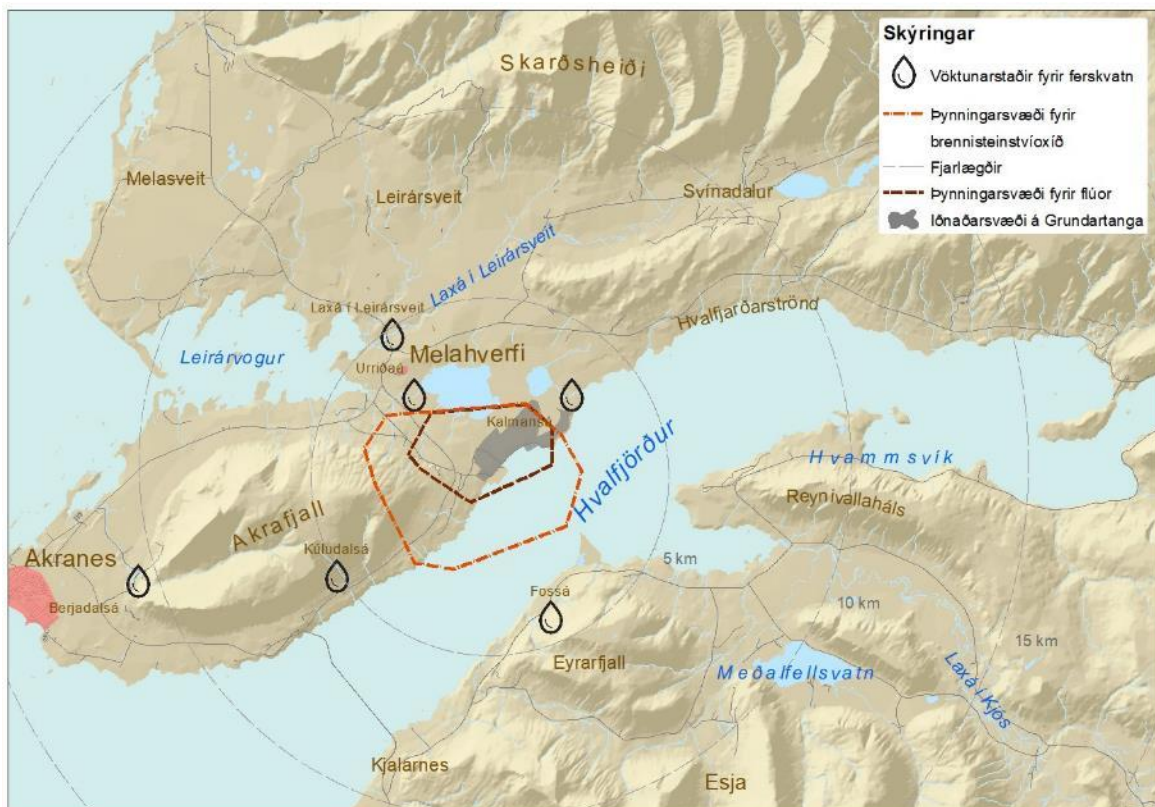 Skýringar
Vöktunarstaðir fyrir ferskvatn
Þynningarsvæði fyrir
brennisteinstvíoxíð
Fjarlægðir
Þynningarsvæði fyrir flúor
Iðnaðarsvæði á Grundartanga
Skarðsheiði
Melasveit
Leirársveit
Svínadalur
Laxá í Leirársveit
Laxá í Leirársveit
Hvalfjarðarströnd
Leirárvogur
Melahverfi
Urriðaá
Kalmansá
Hvalfjörður
Hvammsvík
Reynivallaháls
Akrafjall
Akranes
Kúludalsá
Berjadalsá
5 km
Fossá
10 km
15 km
Eyrarfjall
Meðalfellsvatn
Laxá í Kjós
Kjalarnes
Esja